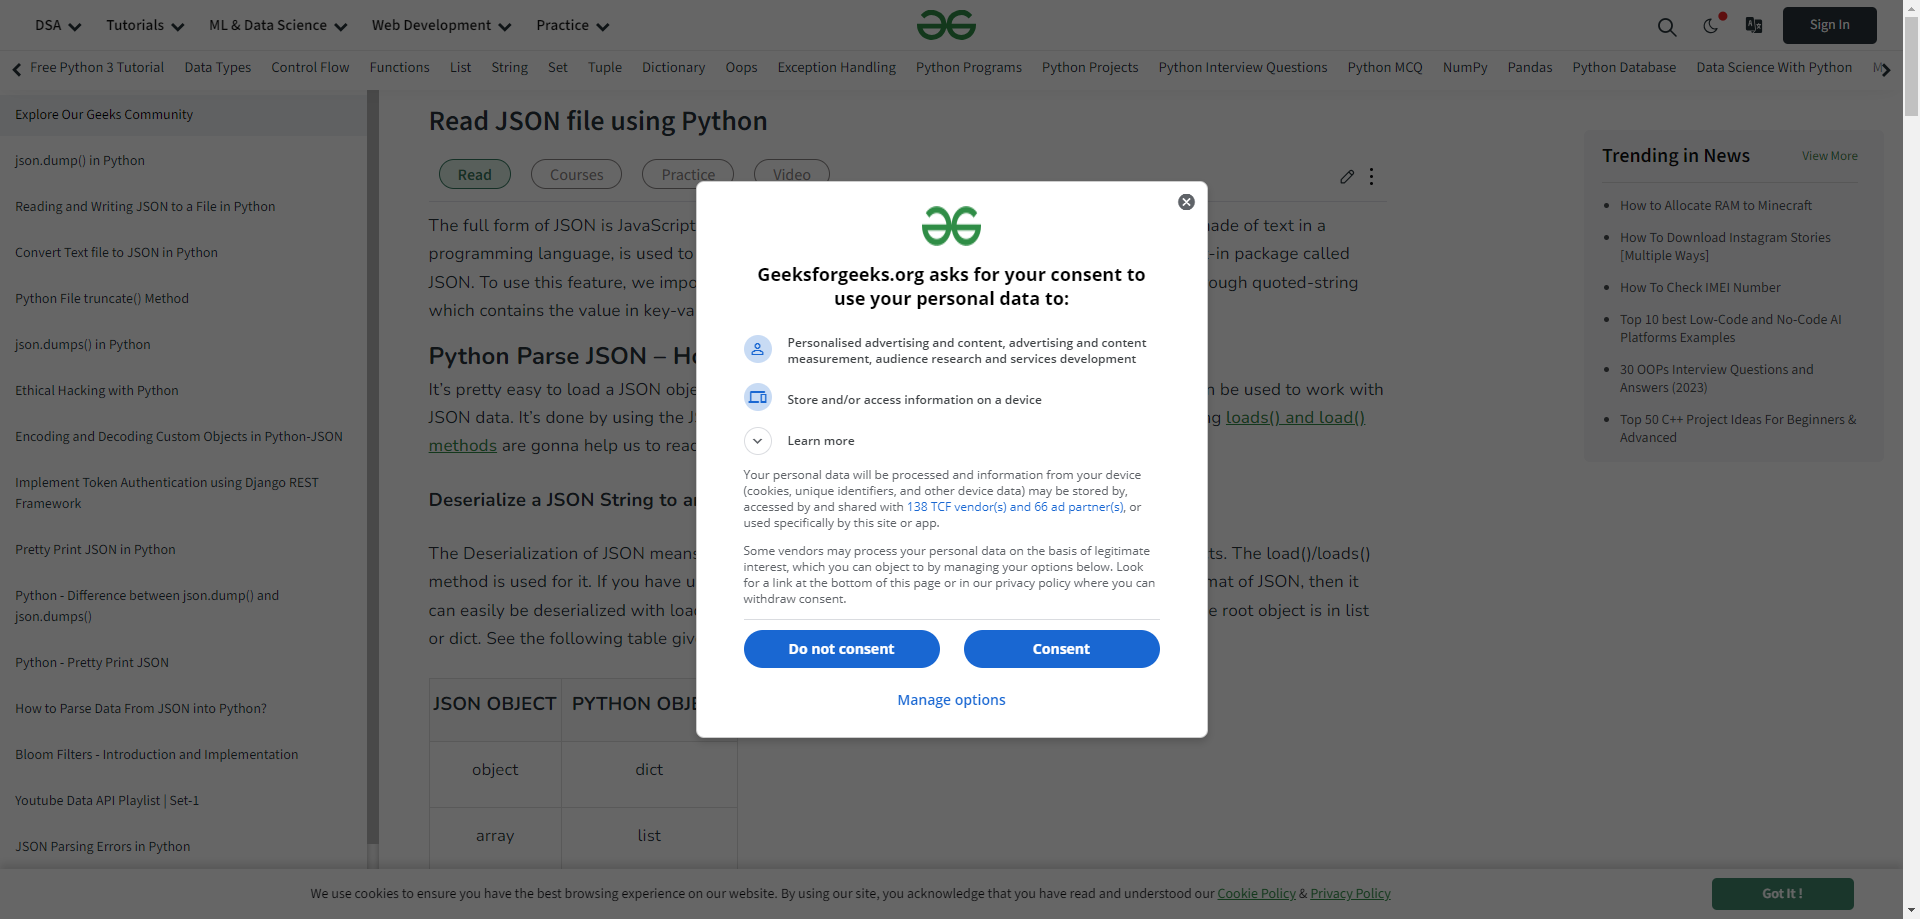 DSA
Tutorials
ML & Data Science
Web Development
Practice
Sign In
Free Python 3 Tutorial
Data Types
Control Flow
Functions
List
String
Set
Tuple
Dictionary
Oops
Exception Handling
Python Programs
Python Projects
Python Interview Questions
Python MCQ
NumPy
Pandas
Python Database
Data Science With Python
Explore Our Geeks Community
json.dump() in Python
Reading and Writing JSON to a File in Python
Convert Text file to JSON in Python
Python File truncate() Method
json.dumps() in Python
Ethical Hacking with Python
Encoding and Decoding Custom Objects in Python-JSON
Implement Token Authentication using Django REST
Framework
Pretty Print JSON in Python
Python - Difference between json.dump() and
json.dumps()
Python - Pretty Print JSON
How to Parse Data From JSON into Python?
Bloom Filters - Introduction and Implementation
Youtube Data API Playlist | Set-1
JSON Parsing Errors in Python
Read JSON file using Python
Read
Courses
Practice
Video
The full form of JSON is JavaScript
made of text in a
programming language, is used to
-in package called
JSON. To use this feature, we impo
ough quoted-string
which contains the value in key-va
Python Parse JSON – Ho
It's pretty easy to load a JSON obje
n be used to work with
JSON data. It's done by using the J
ng loads() and load()
methods are gonna help us to read
Deserialize a JSON String to a
The Deserialization of JSON means
ts. The load()/loads()
method is used for it. If you have u
mat of JSON, then it
can easily be deserialized with load
e root object is in list
or dict. See the following table giv
JSON OBJECT
PYTHON OBJE
object
dict
array
list
Geeksforgeeks.org asks for your consent to
use your personal data to:
Personalised advertising and content, advertising and content
measurement, audience research and services development
Store and/or access information on a device
Learn more
Your personal data will be processed and information from your device
(cookies, unique identifiers, and other device data) may be stored by,
accessed by and shared with 138 TCF vendor(s) and 66 ad partner(s), or
used specifically by this site or app.
Some vendors may process your personal data on the basis of legitimate
interest, which you can object to by managing your options below. Look
for a link at the bottom of this page or in our privacy policy where you can
withdraw consent.
Do not consent
Consent
Manage options
Trending in News
View More
How to Allocate RAM to Minecraft
How To Download Instagram Stories
[Multiple Ways]
How To Check IMEI Number
Top 10 best Low-Code and No-Code AI
Platforms Examples
30 OOPs Interview Questions and
Answers (2023)
Top 50 C++ Project Ideas For Beginners &
Advanced
We use cookies to ensure you have the best browsing experience on our website. By using our site, you acknowledge that you have read and understood our Cookie Policy & Privacy Policy
Got It !